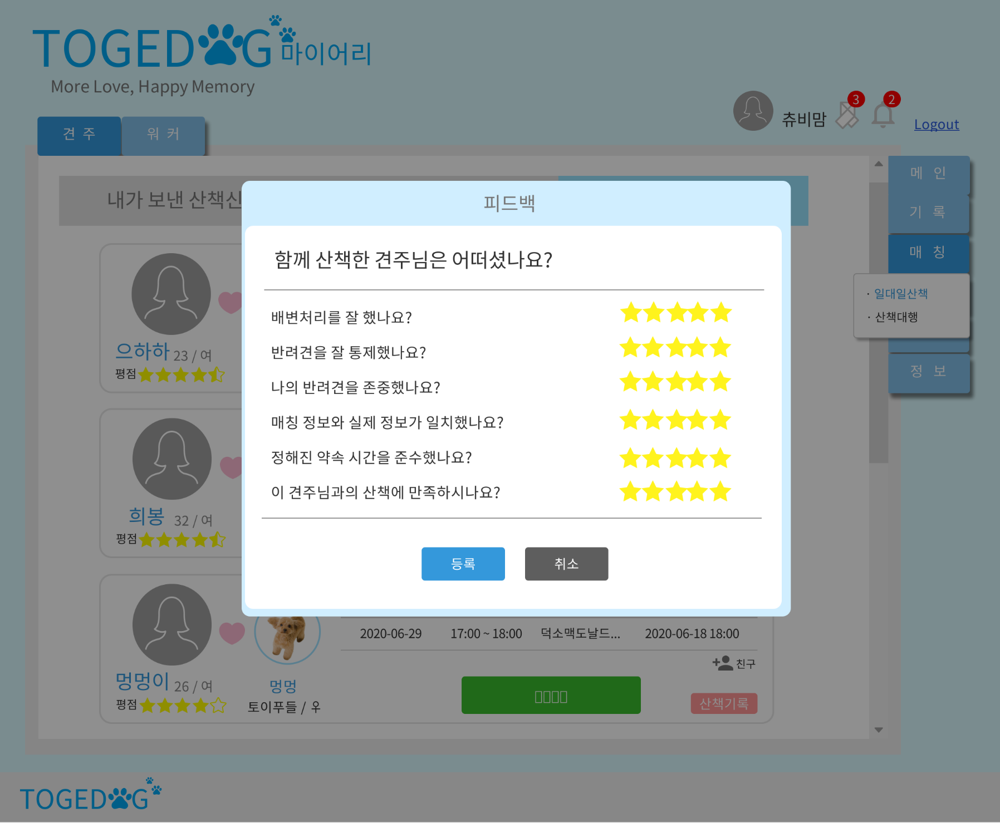 TOGEDOG 마이어리
More Love, Happy Memory
3
2
츄비맘
Logout
견 주
워 커
메 인
기 록
매 칭
· 일대일산책
· 산책대행
정 보
내가 보낸 산책신
피드백
함께 산책한 견주님은 어떠셨나요?
배변처리를 잘 했나요?
반려견을 잘 통제했나요?
나의 반려견을 존중했나요?
매칭 정보와 실제 정보가 일치했나요?
정해진 약속 시간을 준수했나요?
이 견주님과의 산책에 만족하시나요?
등록
취소
으하하 23 / 여
평점
희봉 32 / 여
평점
멍멍이 26 / 여
평점
멍멍
토이푸들 / ♀
2020-06-29
17:00 ~ 18:00
덕소맥도날드...
2020-06-18 18:00
친구
산책기록
TOGEDOG